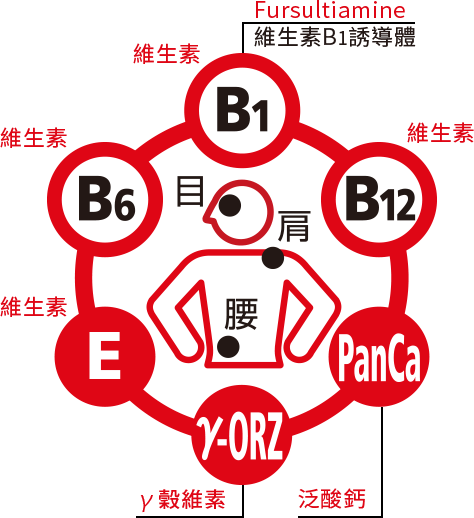 Fursultiamine
維生素B1誘導體
維生素
B1
維生素
B6
維生素
B12
目
肩
腰
維生素
E
PanCa
γ-ORZ
γ穀維素
泛酸鈣